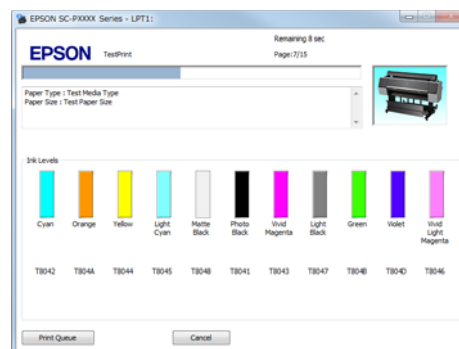 EPSON SC-PXXXX Series - LPT1:
Remaining 8 sec
EPSON TestPrint Page:7/15
Paper Type : Test Media Type
Paper Size : Test Paper Size
Ink Levels
Cyan Orange Yellow Light Cyan Matte Black Photo Black Vivid Magenta Light Black Green Violet Vivid Light Magenta
T8042 T804A T8044 T8045 T8048 T8041 T8043 T8047 T804B T804D T8046
Print Queue Cancel